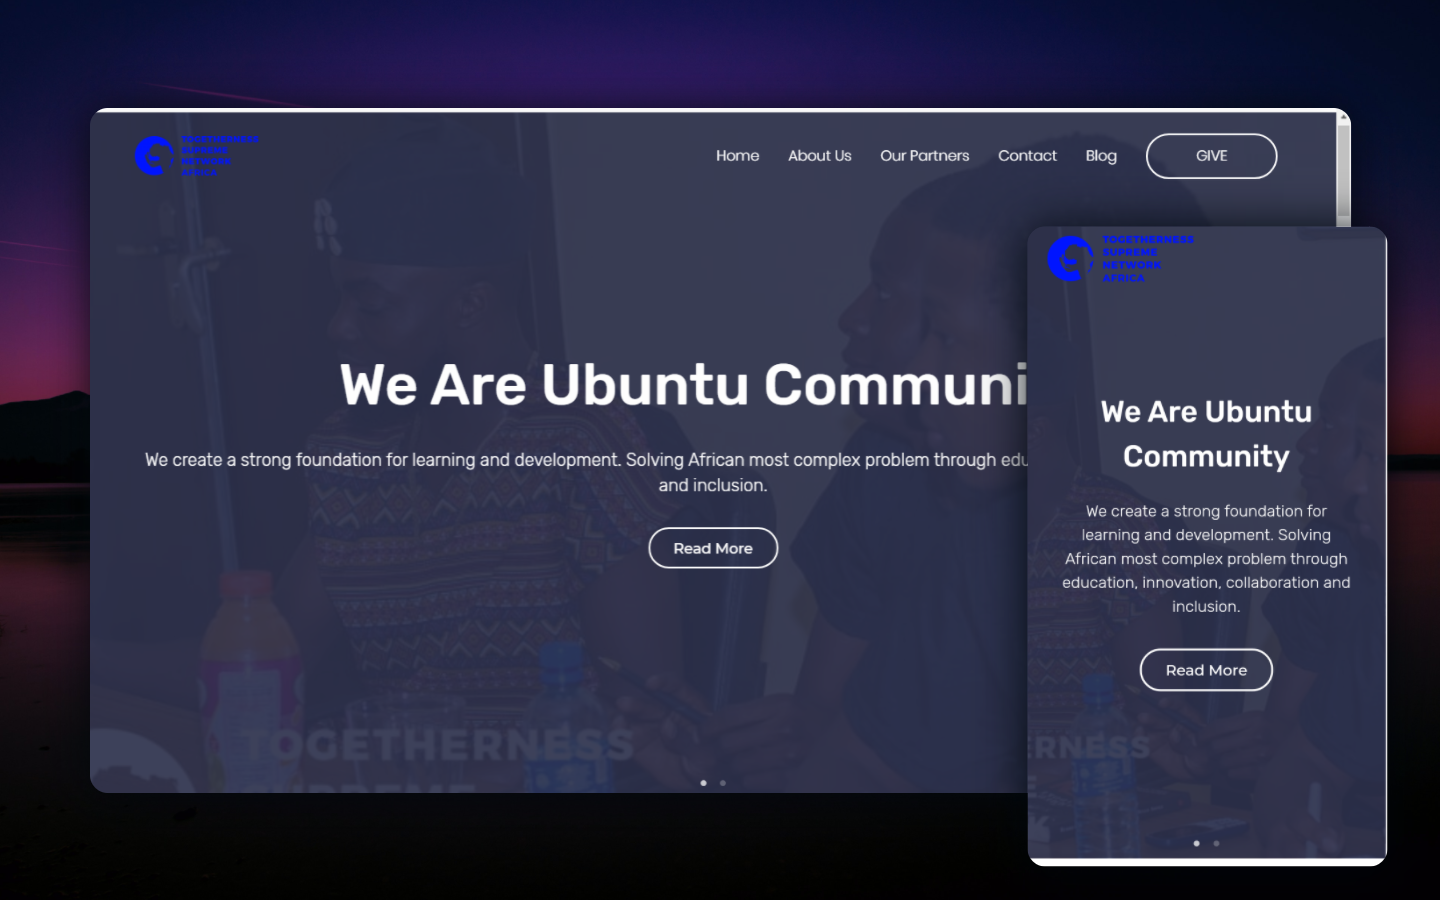 TOGETHERNESS
SUPREME
NETWORK
AFRICA
Home About Us Our Partners Contact Blog GIVE
We Are Ubuntu Communi
We create a strong foundation for learning and development. Solving African most complex problem through edu
and inclusion.
Read More
TOGETHERNESS
SUPREME
TOGETHERNESS
SUPREME
NETWORK
AFRICA
We Are Ubuntu
Community
We create a strong foundation for
learning and development. Solving
African most complex problem through
education, innovation, collaboration and
inclusion.
Read More
ERNESS